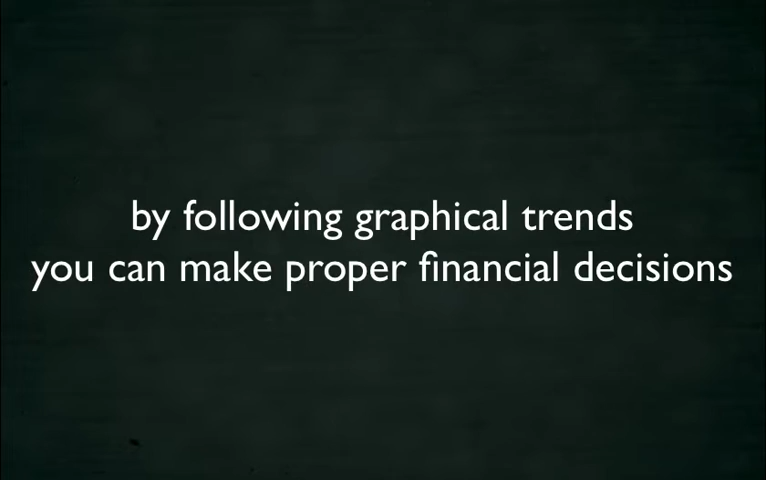 by following graphical trends
you can make proper financial decisions